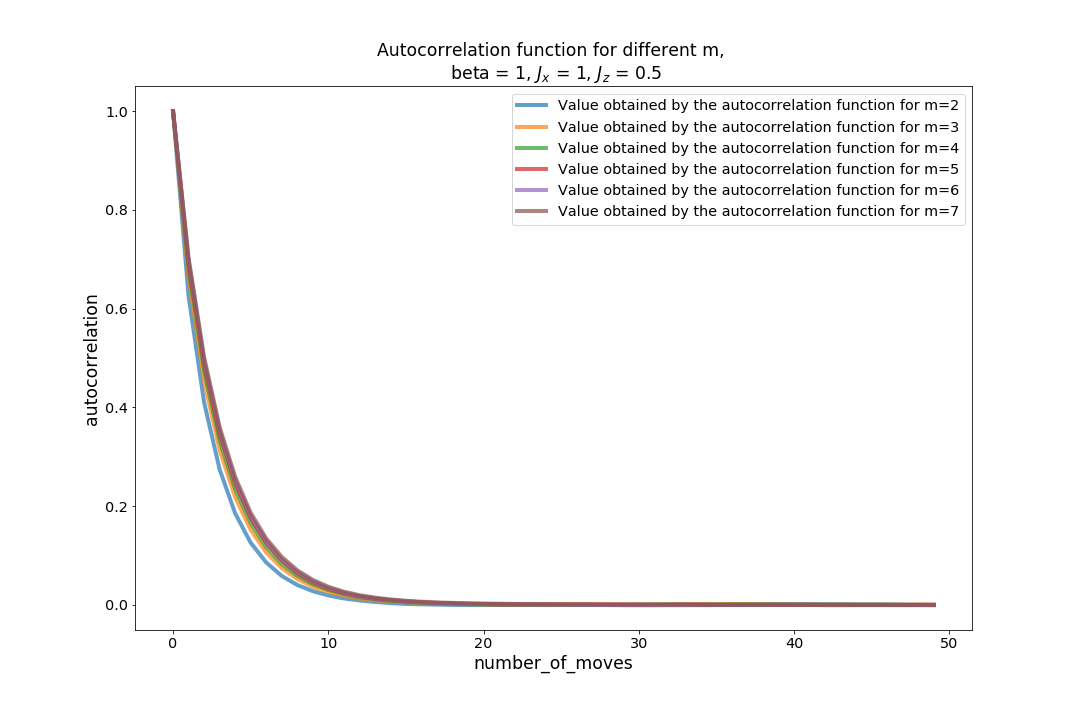 Autocorrelation function for different m,
beta = 1, J_x = 1, J_z = 0.5
Value obtained by the autocorrelation function for m=2
Value obtained by the autocorrelation function for m=3
Value obtained by the autocorrelation function for m=4
Value obtained by the autocorrelation function for m=5
Value obtained by the autocorrelation function for m=6
Value obtained by the autocorrelation function for m=7
autocorrelation
1.0
0.8
0.6
0.4
0.2
0.0
0 10 20 30 40 50
number_of_moves